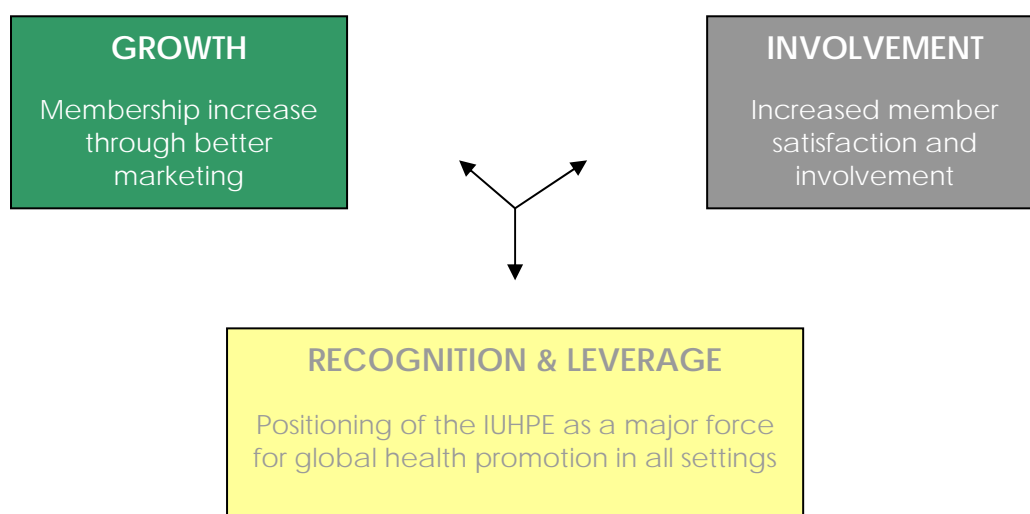 GROWTH
Membership increase
through better
marketing
INVOLVEMENT
Increased member
satisfaction and
involvement
RECOGNITION & LEVERAGE
Positioning of the IUHPE as a major force
for global health promotion in all settings